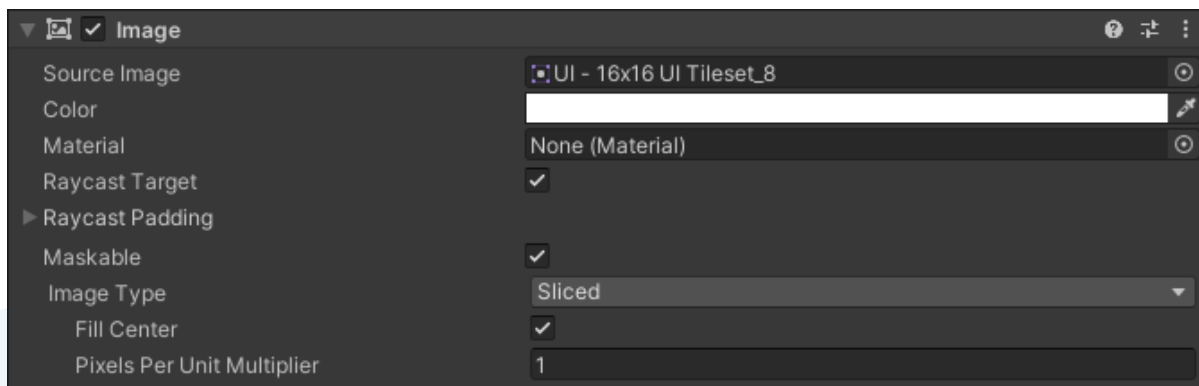 Image
Source Image UI - 16x16 UI Tileset_8
Color
Material None (Material)
Raycast Target
Raycast Padding
Maskable
Image Type Sliced
Fill Center
Pixels Per Unit Multiplier 1